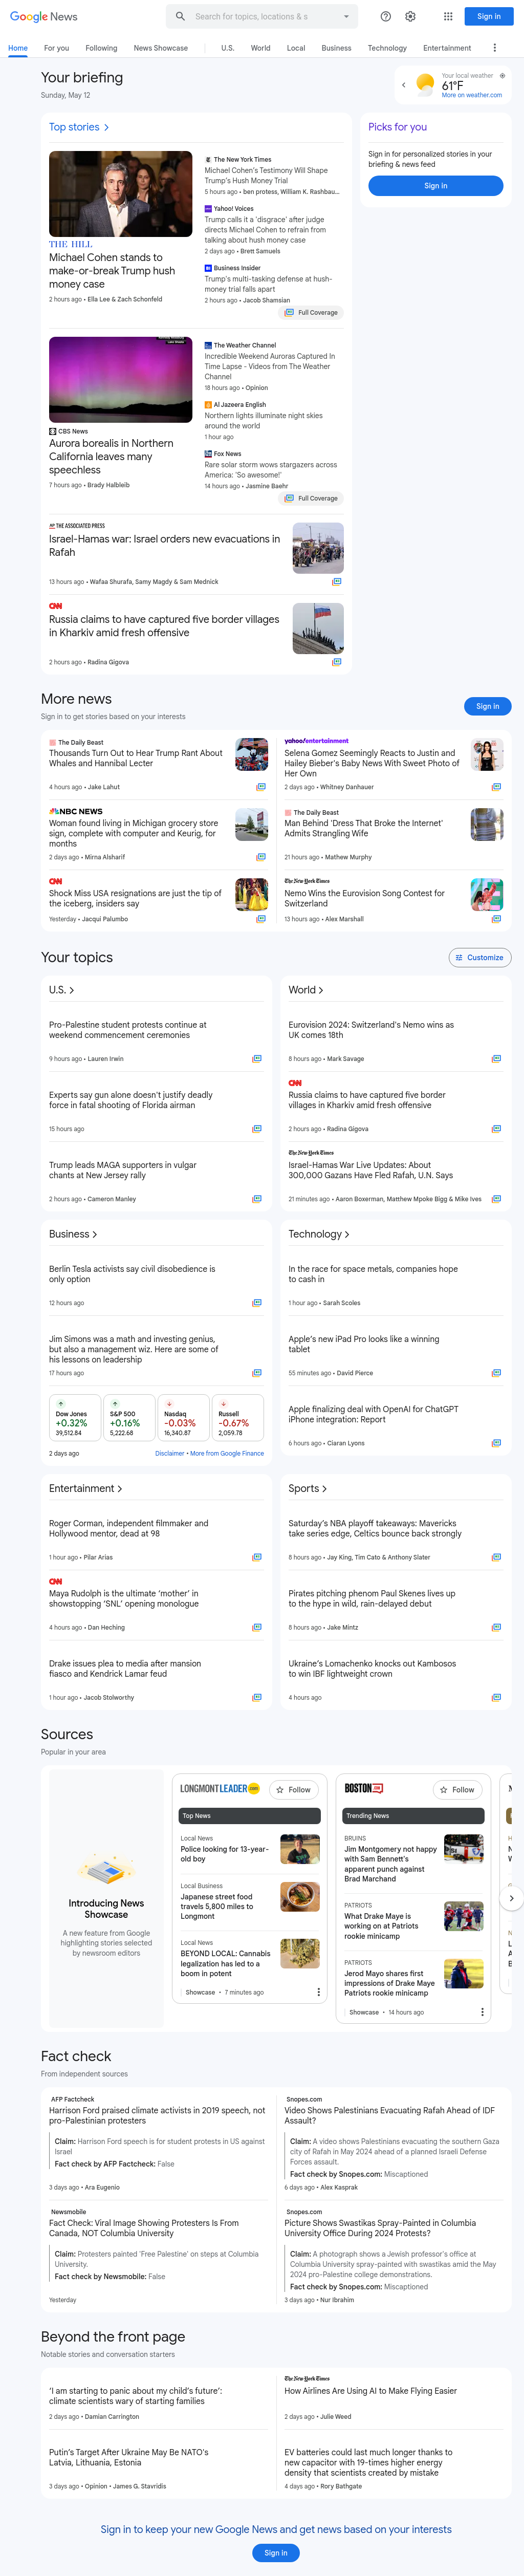 Google News
Search for topics, locations & s
Sign in
Home
For you
Following
News Showcase
U.S.
World
Local
Business
Technology
Entertainment
Your briefing
Sunday, May 12
Your local weather
61°F
More on weather.com
Top stories
THE HILL
Michael Cohen stands to
make-or-break Trump hush
money case
2 hours ago • Ella Lee & Zach Schonfeld
The New York Times
Michael Cohen's Testimony Will Shape
Trump's Hush Money Trial
5 hours ago • ben protess, William K. Rashbau...
Yahoo! Voices
Trump calls it a 'disgrace' after judge
directs Michael Cohen to refrain from
talking about hush money case
2 days ago • Brett Samuels
Business Insider
Trump's multi-tasking defense at hush-
money trial falls apart
2 hours ago • Jacob Shamsian
Full Coverage
CBS News
Aurora borealis in Northern
California leaves many
speechless
7 hours ago • Brady Halbleib
The Weather Channel
Incredible Weekend Auroras Captured In
Time Lapse - Videos from The Weather
Channel
18 hours ago • Opinion
Al Jazeera English
Northern lights illuminate night skies
around the world
1 hour ago
Fox News
Rare solar storm wows stargazers across
America: 'So awesome!'
14 hours ago • Jasmine Baehr
Full Coverage
AP THE ASSOCIATED PRESS
Israel-Hamas war: Israel orders new evacuations in
Rafah
13 hours ago • Wafaa Shurafa, Samy Magdy & Sam Mednick
CNN
Russia claims to have captured five border villages
in Kharkiv amid fresh offensive
2 hours ago • Radina Gigova
Picks for you
Sign in for personalized stories in your
briefing & news feed
Sign in
More news
Sign in to get stories based on your interests
Sign in
The Daily Beast
Thousands Turn Out to Hear Trump Rant About
Whales and Hannibal Lecter
4 hours ago • Jake Lahut
NBC NEWS
Woman found living in Michigan grocery store
sign, complete with computer and Keurig, for
months
2 days ago • Mirna Alsharif
CNN
Shock Miss USA resignations are just the tip of
the iceberg, insiders say
Yesterday • Jacqui Palumbo
yahoo!entertainment
Selena Gomez Seemingly Reacts to Justin and
Hailey Bieber's Baby News With Sweet Photo of
Her Own
2 days ago • Whitney Danhauer
The Daily Beast
Man Behind 'Dress That Broke the Internet'
Admits Strangling Wife
21 hours ago • Mathew Murphy
The New York Times
Nemo Wins the Eurovision Song Contest for
Switzerland
13 hours ago • Alex Marshall
Your topics
Customize
U.S.
Pro-Palestine student protests continue at
weekend commencement ceremonies
9 hours ago • Lauren Irwin
Experts say gun alone doesn't justify deadly
force in fatal shooting of Florida airman
15 hours ago
Trump leads MAGA supporters in vulgar
chants at New Jersey rally
2 hours ago • Cameron Manley
World
Eurovision 2024: Switzerland's Nemo wins as
UK comes 18th
8 hours ago • Mark Savage
CNN
Russia claims to have captured five border
villages in Kharkiv amid fresh offensive
2 hours ago • Radina Gigova
The New York Times
Israel-Hamas War Live Updates: About
300,000 Gazans Have Fled Rafah, U.N. Says
21 minutes ago • Aaron Boxerman, Matthew Mpoke Bigg & Mike Ives
Business
Berlin Tesla activists say civil disobedience is
only option
12 hours ago
Jim Simons was a math and investing genius,
but also a management wiz. Here are some of
his lessons on leadership
17 hours ago
Dow Jones
+0.32%
39,512.84
S&P 500
+0.16%
5,222.68
Nasdaq
-0.03%
16,340.87
Russell
-0.67%
2,059.78
2 days ago
Disclaimer • More from Google Finance
Technology
In the race for space metals, companies hope
to cash in
1 hour ago • Sarah Scoles
Apple's new iPad Pro looks like a winning
tablet
55 minutes ago • David Pierce
Apple finalizing deal with OpenAI for ChatGPT
iPhone integration: Report
6 hours ago • Ciaran Lyons
Entertainment
Roger Corman, independent filmmaker and
Hollywood mentor, dead at 98
1 hour ago • Pilar Arias
CNN
Maya Rudolph is the ultimate 'mother' in
showstopping 'SNL' opening monologue
4 hours ago • Dan Heching
Drake issues plea to media after mansion
fiasco and Kendrick Lamar feud
1 hour ago • Jacob Stolworthy
Sports
Saturday's NBA playoff takeaways: Mavericks
take series edge, Celtics bounce back strongly
8 hours ago • Jay King, Tim Cato & Anthony Slater
Pirates pitching phenom Paul Skenes lives up
to the hype in wild, rain-delayed debut
8 hours ago • Jake Mintz
Ukraine's Lomachenko knocks out Kambosos
to win IBF lightweight crown
4 hours ago
Sources
Popular in your area
Introducing News
Showcase
A new feature from Google
highlighting stories selected
by newsroom editors
LONGMONT LEADER
Follow
Top News
Local News
Police looking for 13-year-
old boy
Local Business
Japanese street food
travels 5,800 miles to
Longmont
Local News
BEYOND LOCAL: Cannabis
legalization has led to a
boom in potent
Showcase • 7 minutes ago
BOSTON
Follow
Trending News
BRUINS
Jim Montgomery not happy
with Sam Bennett's
apparent punch against
Brad Marchand
PATRIOTS
What Drake Maye is
working on at Patriots
rookie minicamp
PATRIOTS
Jerod Mayo shares first
impressions of Drake Maye
Patriots rookie minicamp
Showcase • 14 hours ago
Fact check
From independent sources
AFP Factcheck
Harrison Ford praised climate activists in 2019 speech, not
pro-Palestinian protesters
Claim: Harrison Ford speech is for student protests in US against
Israel
Fact check by AFP Factcheck: False
3 days ago • Ara Eugenio
Newsmobile
Fact Check: Viral Image Showing Protesters Is From
Canada, NOT Columbia University
Claim: Protesters painted 'Free Palestine' on steps at Columbia
University.
Fact check by Newsmobile: False
Yesterday
Snopes.com
Video Shows Palestinians Evacuating Rafah Ahead of IDF
Assault?
Claim: A video shows Palestinians evacuating the southern Gaza
city of Rafah in May 2024 ahead of a planned Israeli Defense
Forces assault.
Fact check by Snopes.com: Miscaptioned
6 days ago • Alex Kasprak
Snopes.com
Picture Shows Swastikas Spray-Painted in Columbia
University Office During 2024 Protests?
Claim: A photograph shows a Jewish professor's office at
Columbia University spray-painted with swastikas amid the May
2024 pro-Palestine college demonstrations.
Fact check by Snopes.com: Miscaptioned
3 days ago • Nur Ibrahim
Beyond the front page
Notable stories and conversation starters
'I am starting to panic about my child's future':
climate scientists wary of starting families
2 days ago • Damian Carrington
Putin's Target After Ukraine May Be NATO's
Latvia, Lithuania, Estonia
3 days ago • Opinion • James G. Stavridis
The New York Times
How Airlines Are Using AI to Make Flying Easier
2 days ago • Julie Weed
EV batteries could last much longer thanks to
new capacitor with 19-times higher energy
density that scientists created by mistake
4 days ago • Rory Bathgate
Sign in to keep your new Google News and get news based on your interests
Sign in